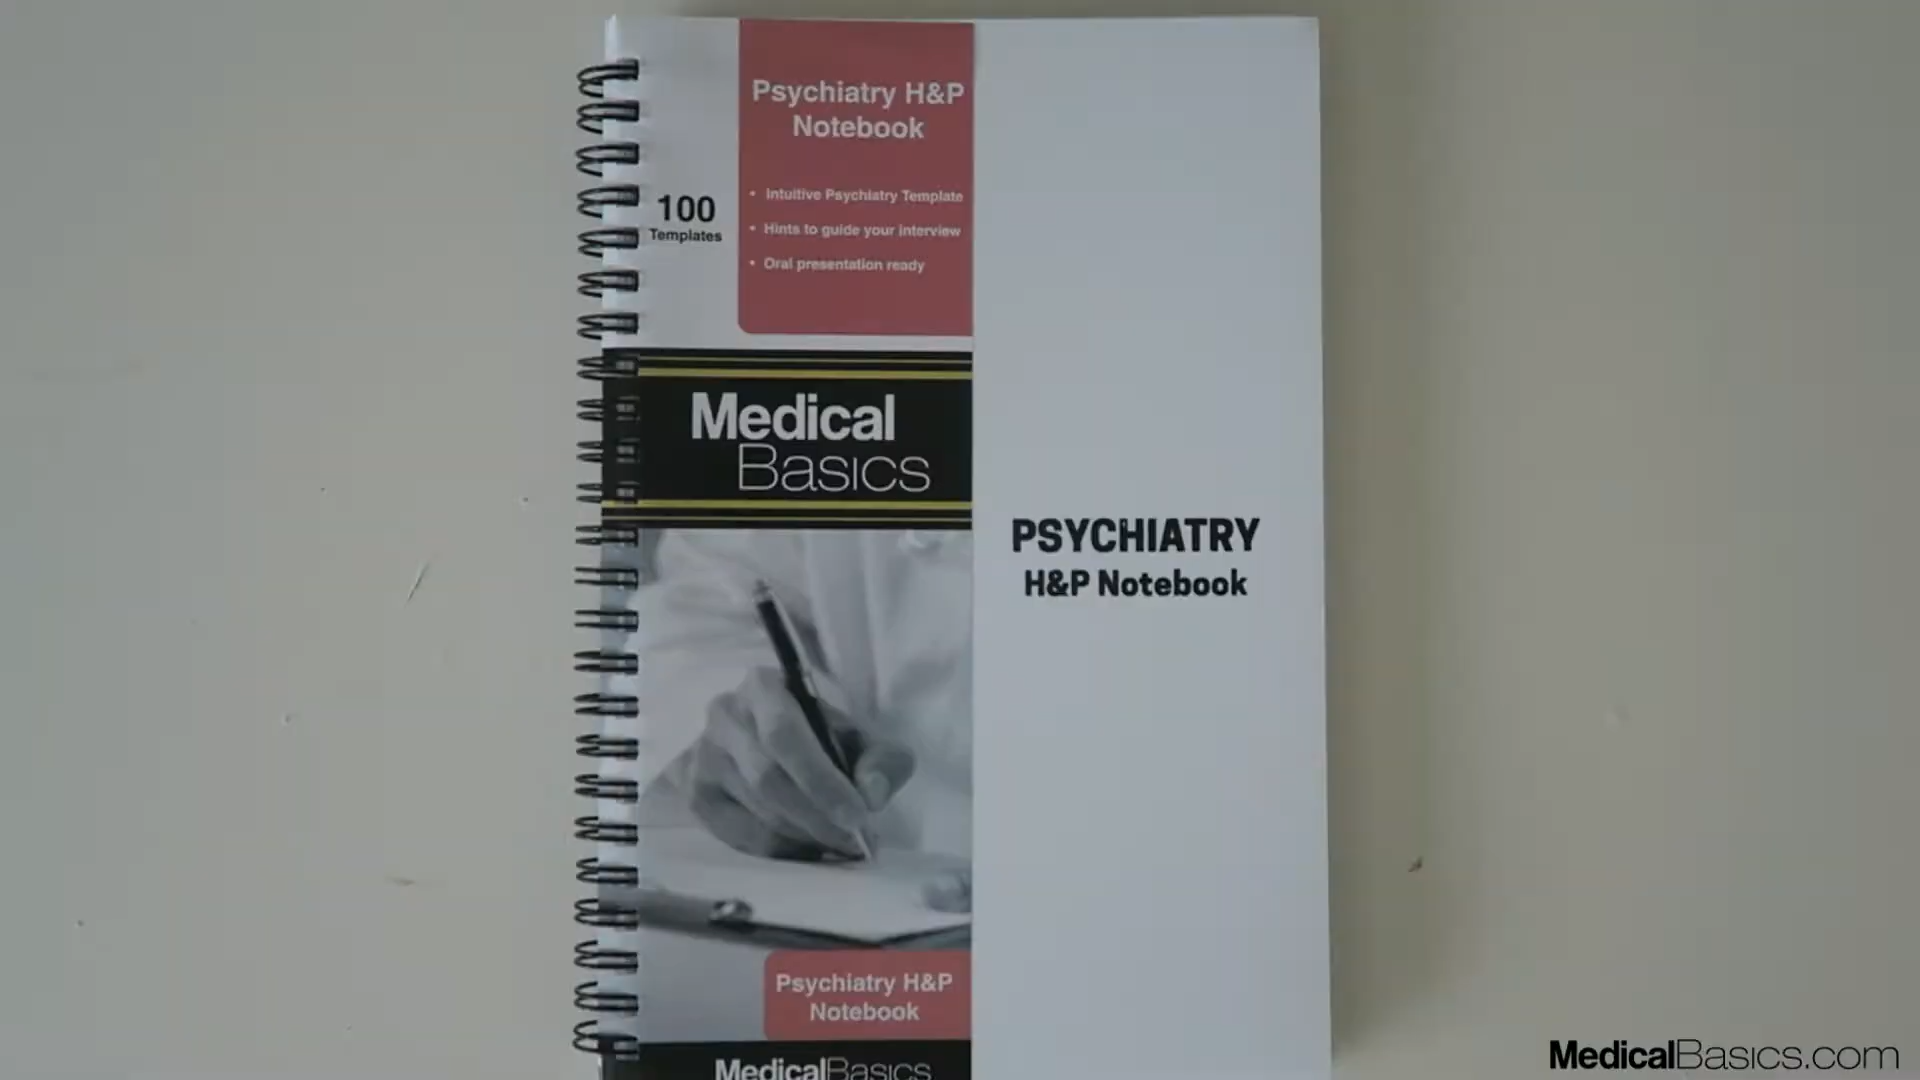 Psychiatry H&P
Notebook
• Intuitive Psychiatry Template
• Hints to guide your interview
• Oral presentation ready
100
Templates
Medical
Basics
PSYCHIATRY
H&P Notebook
Psychiatry H&P
Notebook
MedicalBasics
MedicalBasics.com